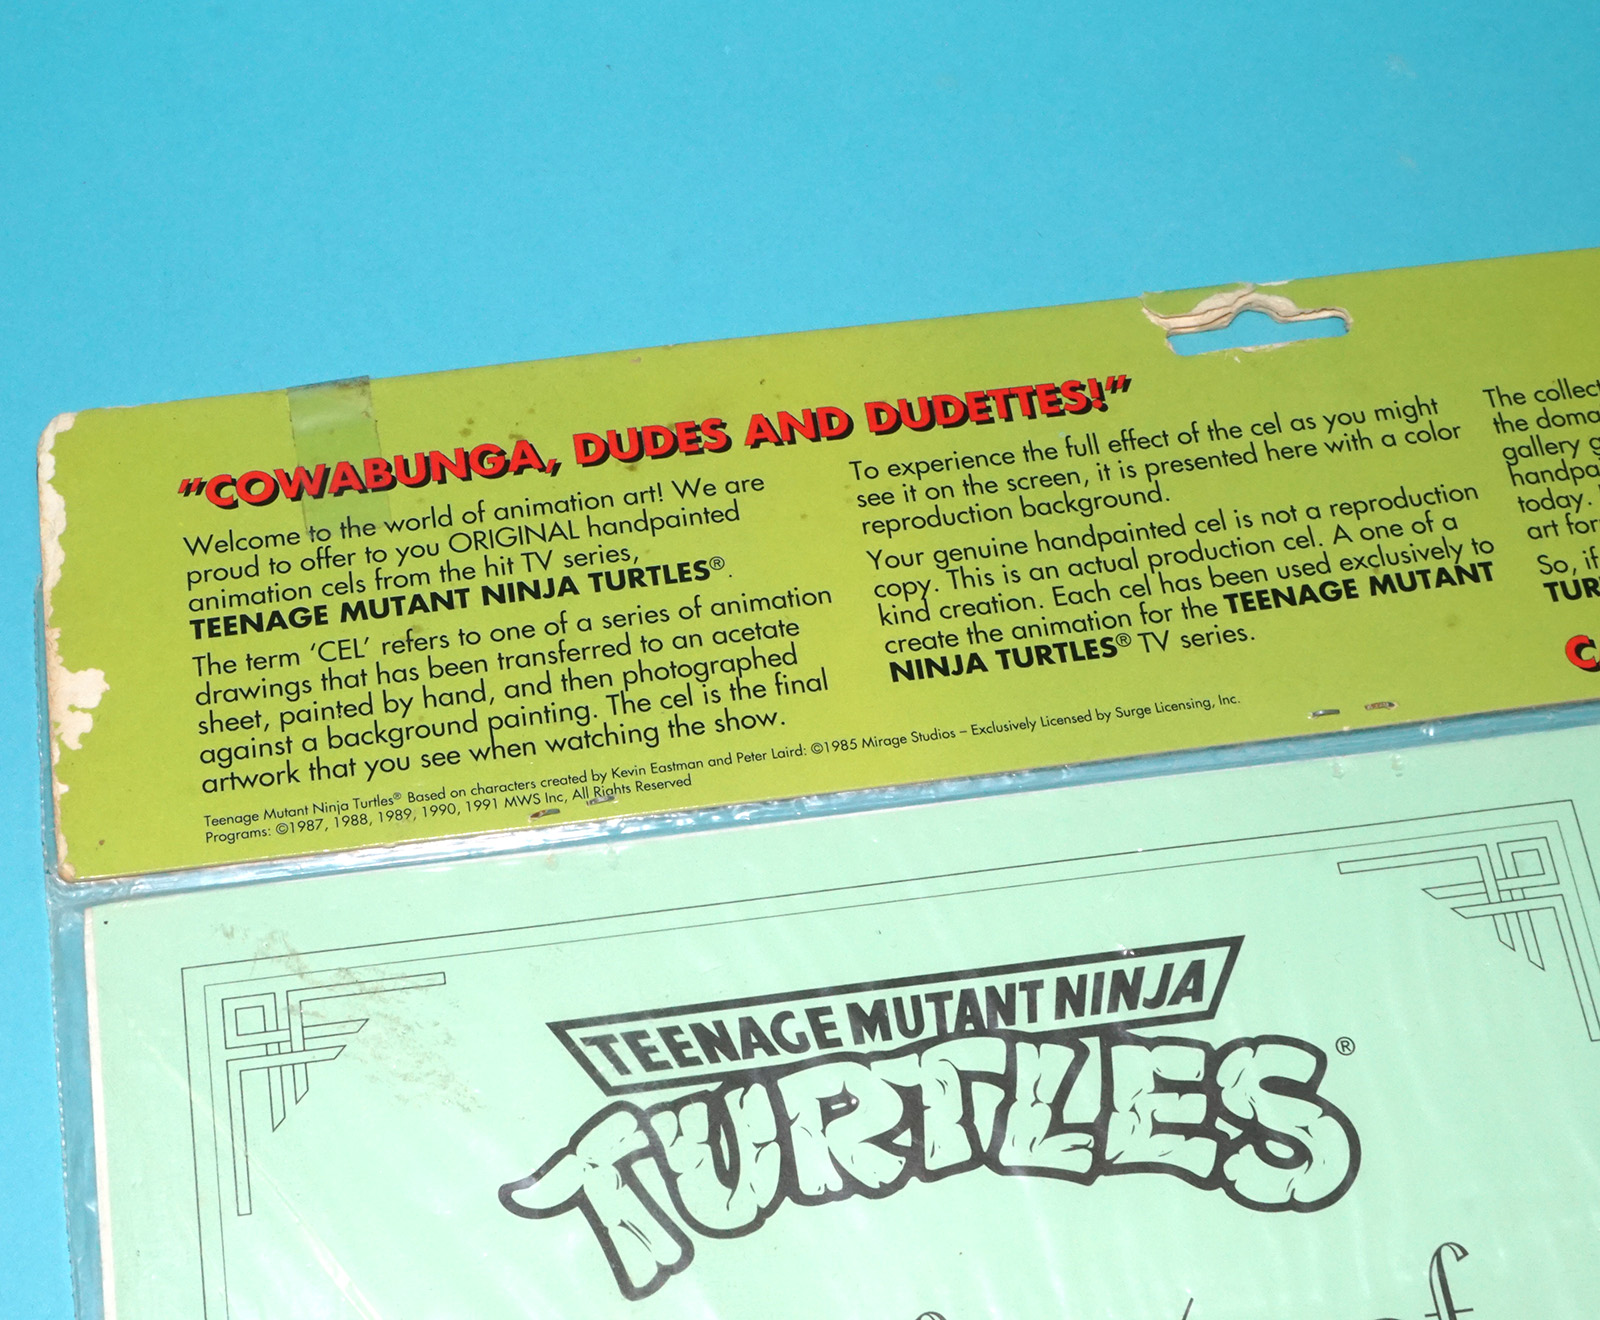 "COWABUNGA, DUDES AND DUDETTES!"
Welcome to the world of animation art! We are
proud to offer to you ORIGINAL handpainted
animation cels from the hit TV series,
TEENAGE MUTANT NINJA TURTLES®.
The term 'CEL' refers to one of a series of animation
drawings that has been transferred to an acetate
sheet, painted by hand, and then photographed
against a background painting. The cel is the final
artwork that you see when watching the show.
To experience the full effect of the cel as you might
see it on the screen, it is presented here with a color
reproduction background.
Your genuine handpainted cel is not a reproduction
copy. This is an actual production cel. A one of a
kind creation. Each cel has been used exclusively to
create the animation for the TEENAGE MUTANT
NINJA TURTLES® TV series.
The collect
the doma
gallery g
handpa
today.
art for
So, if
TUR
C
Teenage Mutant Ninja Turtles® Based on characters created by Kevin Eastman and Peter Laird: ©1985 Mirage Studios – Exclusively Licensed by Surge Licensing, Inc.
Programs: ©1987, 1988, 1989, 1990, 1991 MWS Inc, All Rights Reserved
TEENAGE MUTANT NINJA
TURTLES®
of